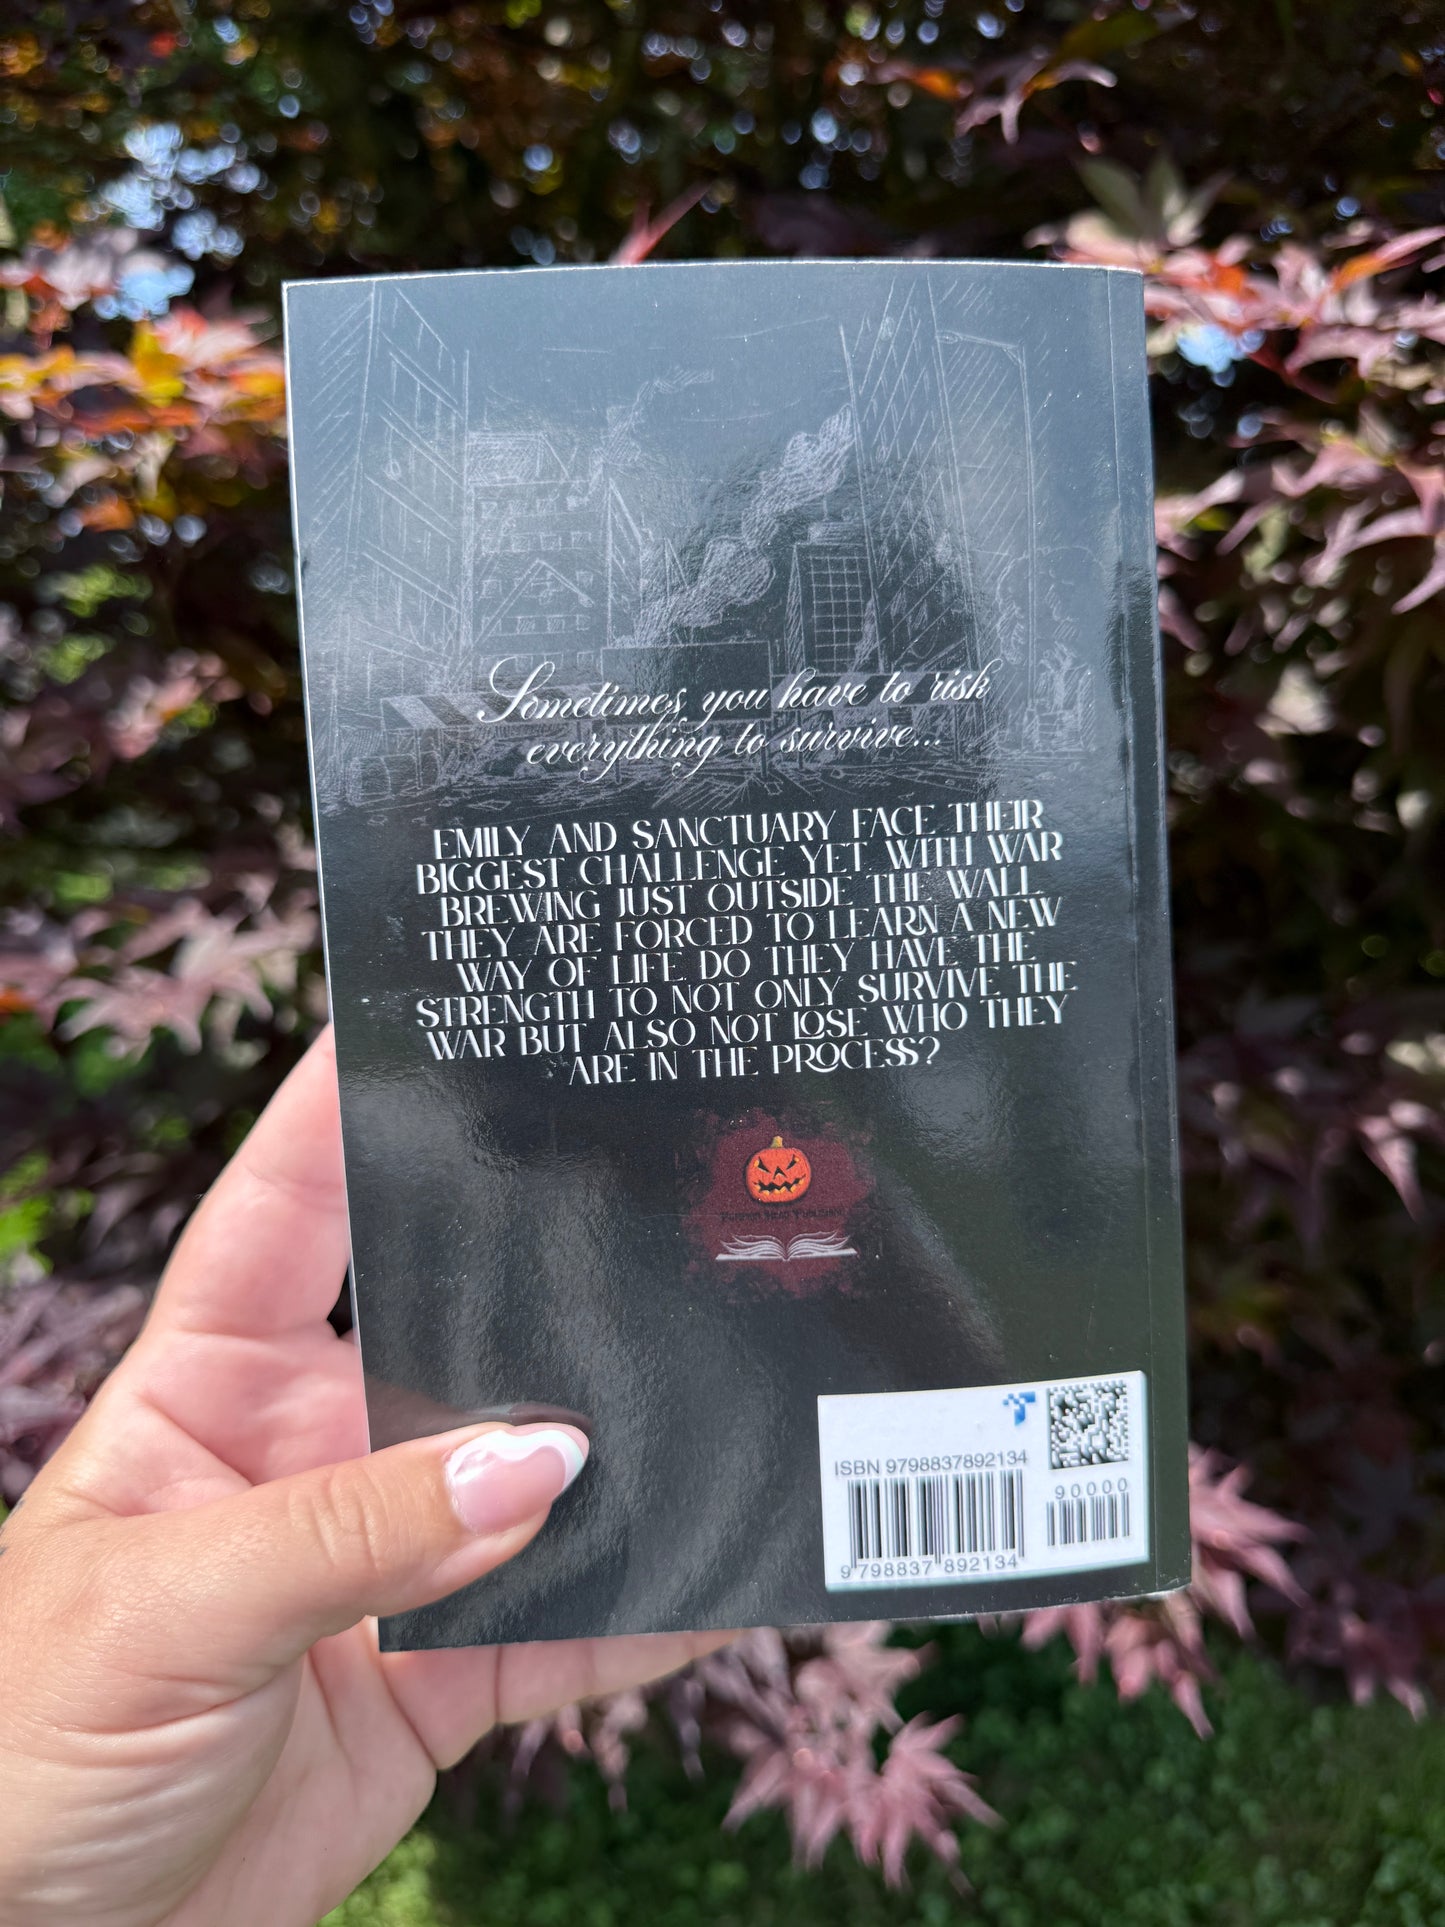 Sometimes you have to risk
everything to survive...
EMILY AND SANCTUARY FACE THEIR
BIGGEST CHALLENGE YET. WITH WAR
BREWING JUST OUTSIDE THE WALL
THEY ARE FORCED TO LEARN A NEW
WAY OF LIFE. DO THEY HAVE THE
STRENGTH TO NOT ONLY SURVIVE THE
WAR BUT ALSO NOT LOSE WHO THEY
ARE IN THE PROCESS?
Pumpkin Head Publishing
ISBN 9798837892134
90000
9 798837 892134